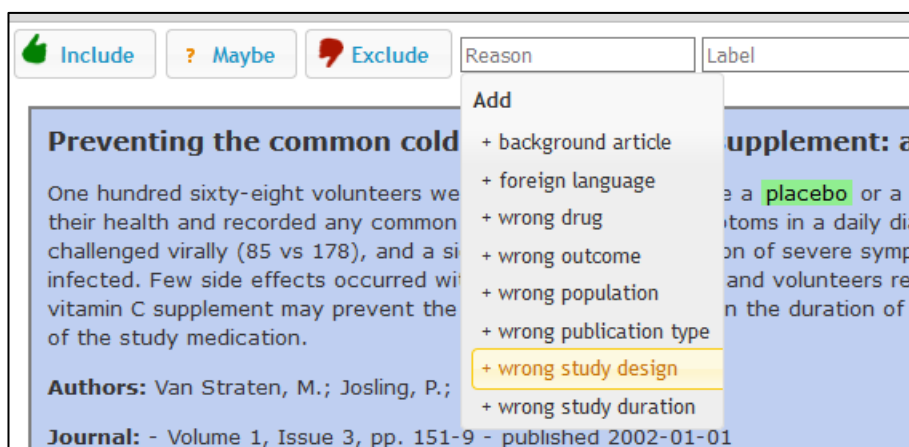 Include ? Maybe Exclude Reason Label
Add
+ background article
+ foreign language
+ wrong drug
+ wrong outcome
+ wrong population
+ wrong publication type
+ wrong study design
+ wrong study duration
Preventing the common cold upplement: a
One hundred sixty-eight volunteers we e a placebo or a
their health and recorded any common toms in a daily di
challenged virally (85 vs 178), and a si on of severe symp
infected. Few side effects occurred wi and volunteers re
vitamin C supplement may prevent the n the duration of
of the study medication.
Authors: Van Straten, M.; Josling, P.;
Journal: - Volume 1, Issue 3, pp. 151-9 - published 2002-01-01